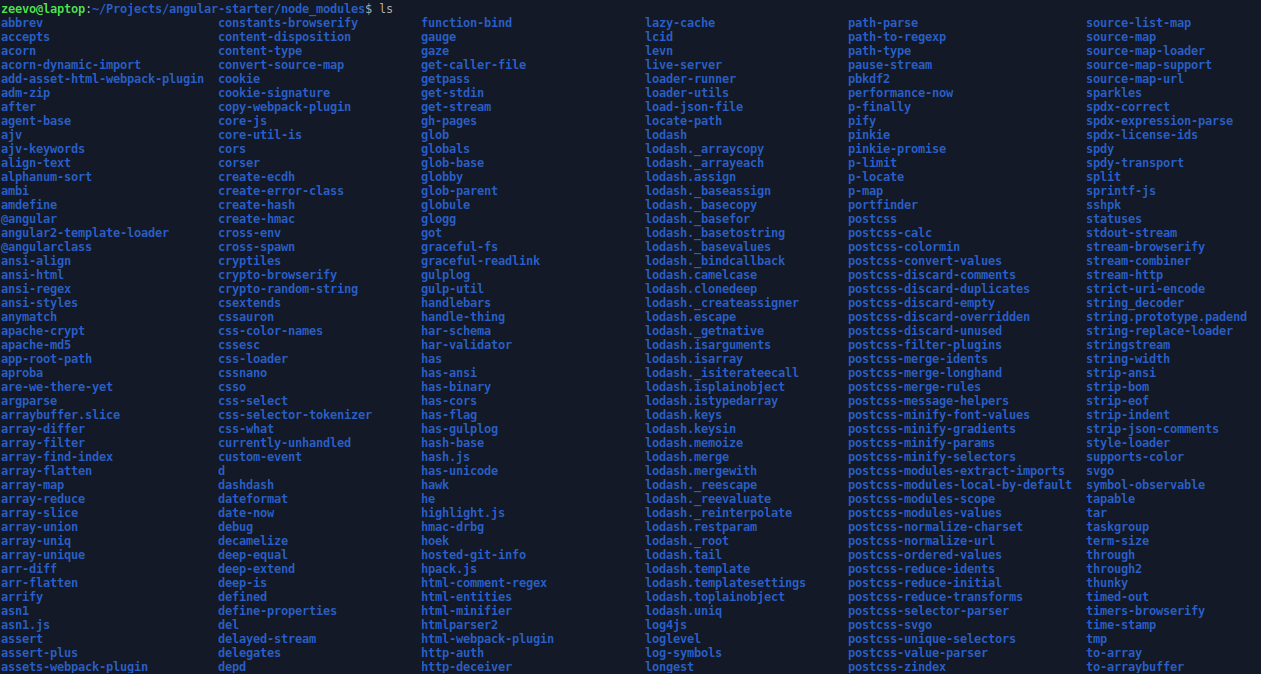 zeevo@laptop:~/Projects/angular-starter/node_modules$ ls
abbrev constants-browserify function-bind lazy-cache path-parse source-list-map
accepts content-disposition gauge lcid path-to-regexp source-map
acorn content-type gaze levn path-type source-map-loader
acorn-dynamic-import convert-source-map get-caller-file live-server pause-stream source-map-support
add-asset-html-webpack-plugin cookie getpass loader-runner pbkdf2 source-map-url
adm-zip cookie-signature get-stdin loader-utils performance-now sparkles
after copy-webpack-plugin get-stream load-json-file p-finally spdx-correct
agent-base core-js gh-pages locate-path pify spdx-expression-parse
ajv core-util-is glob lodash pinkie spdx-license-ids
ajv-keywords cors globals lodash._arraycopy pinkie-promise spdy
align-text corser glob-base lodash._arrayeach p-limit spdy-transport
alphanum-sort create-ecdh globby lodash.assign p-locate split
ambi create-error-class glob-parent lodash._baseassign p-map sprintf-js
amdefine create-hash globule lodash._basecopy portfinder sshpk
@angular create-hmac glogg lodash._basefor postcss statuses
angular2-template-loader cross-env got lodash._basetostring postcss-calc stdout-stream
@angularclass cross-spawn graceful-fs lodash._basevalues postcss-colormin stream-browserify
ansi-align cryptiles graceful-readlink lodash._bindcallback postcss-convert-values stream-combiner
ansi-html crypto-browserify gulplog lodash.camelcase postcss-discard-comments stream-http
ansi-regex crypto-random-string gulp-util lodash.clonedeep postcss-discard-duplicates strict-uri-encode
ansi-styles csextends handlebars lodash._createassigner postcss-discard-empty string_decoder
anymatch cssauron handle-thing lodash.escape postcss-discard-overridden string.prototype.padend
apache-crypt css-color-names har-schema lodash._getnative postcss-discard-unused string-replace-loader
apache-md5 cssesc har-validator lodash.isarguments postcss-filter-plugins stringstream
app-root-path css-loader has lodash.isarray postcss-merge-idents string-width
aproba cssnano has-ansi lodash._isiterateecall postcss-merge-longhand strip-ansi
are-we-there-yet csso has-binary lodash.isplainobject postcss-merge-rules strip-bom
argparse css-select has-cors lodash.istypedarray postcss-message-helpers strip-eof
arraybuffer.slice css-selector-tokenizer has-flag lodash.keys postcss-minify-font-values strip-indent
array-differ css-what has-gulplog lodash.keysin postcss-minify-gradients strip-json-comments
array-filter currently-unhandled hash-base lodash.memoize postcss-minify-params style-loader
array-find-index custom-event hash.js lodash.merge postcss-minify-selectors supports-color
array-flatten d has-unicode lodash.mergewith postcss-modules-extract-imports svgo
array-map dashdash hawk lodash._reescape postcss-modules-local-by-default symbol-observable
array-reduce dateformat he lodash._reevaluate postcss-modules-scope tapable
array-slice date-now highlight.js lodash._reinterpolate postcss-modules-values tar
array-union debug hmac-drbg lodash.restparam postcss-normalize-charset taskgroup
array-uniq decamelize hoek lodash._root postcss-normalize-url term-size
array-unique deep-equal hosted-git-info lodash.tail postcss-ordered-values through
arr-diff deep-extend hpack.js lodash.template postcss-reduce-idents through2
arr-flatten deep-is html-comment-regex lodash.templatesettings postcss-reduce-initial thunky
arrify defined html-entities lodash.toplainobject postcss-reduce-transforms timed-out
asn1 define-properties html-minifier lodash.uniq postcss-selector-parser timers-browserify
asn1.js del htmlparser2 log4js postcss-svgo time-stamp
assert delayed-stream html-webpack-plugin loglevel postcss-unique-selectors tmp
assert-plus delegates http-auth log-symbols postcss-value-parser to-array
assets-webpack-plugin depd http-deceiver longest postcss-zindex to-arraybuffer